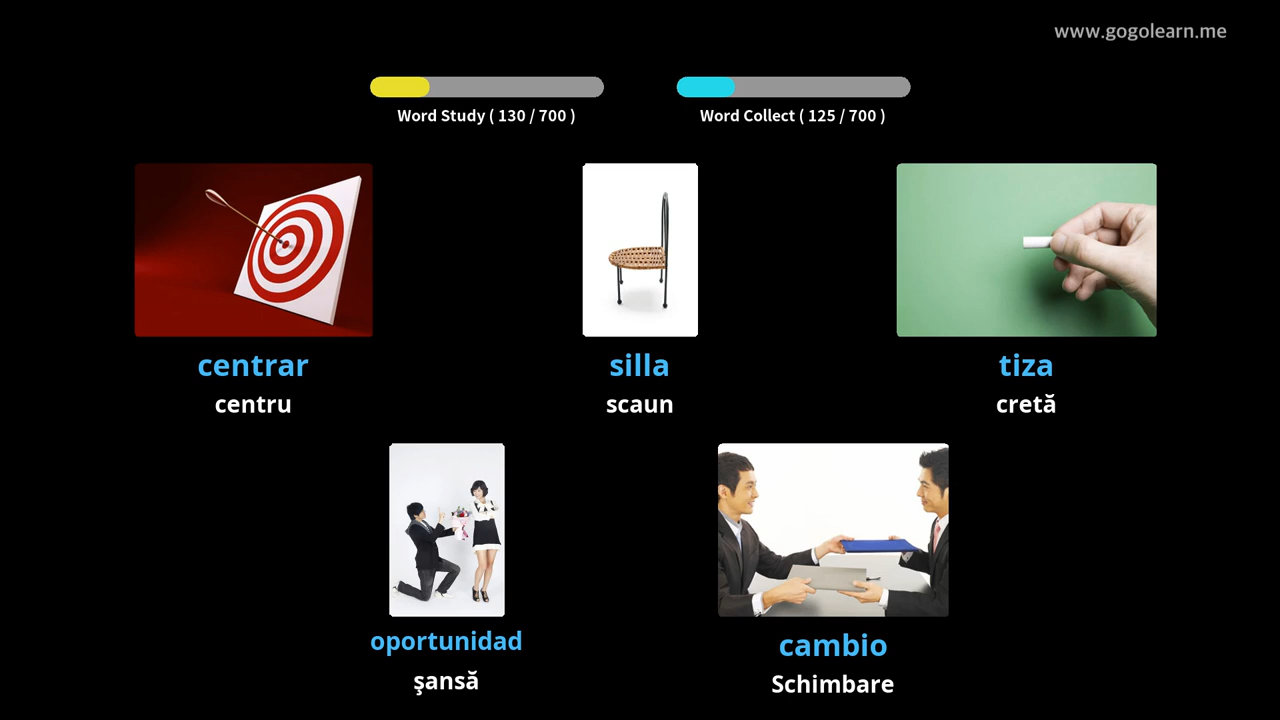 www.gogolearn.me
Word Study ( 130 / 700 )
Word Collect ( 125 / 700 )
centrar
centru
silla
scaun
tiza
cretă
oportunidad
şansă
cambio
Schimbare